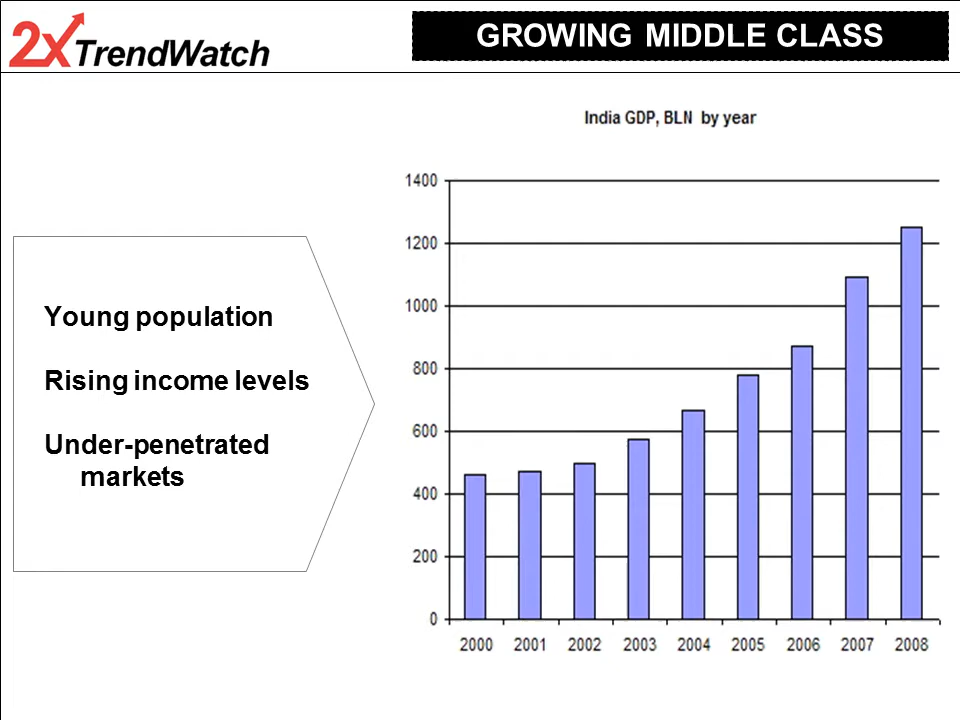 2x TrendWatch
GROWING MIDDLE CLASS
Young population
Rising income levels
Under-penetrated
markets
India GDP, BLN by year
1400
1200
1000
800
600
400
200
0
2000 2001 2002 2003 2004 2005 2006 2007 2008